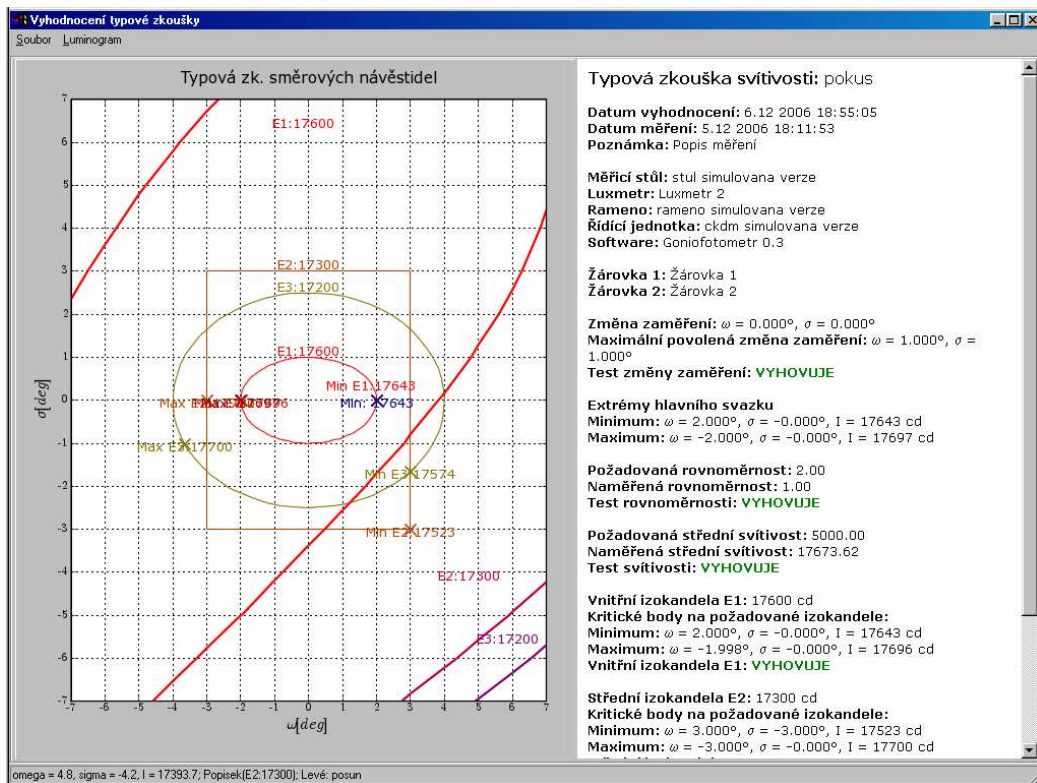 Vyhodnocení typové zkoušky
Soubor Luminogram
Typová zk. směrových návěstidel
7
6
5
4
3
2
1
0
-1
-2
-3
-4
-5
-6
-7
σ[deg]
E1:17600
E2:17300
E3:17200
E1:17600
Min E1:17643
Min: 17643
Max E3:17700
Min E3:17574
Min E2:17523
E2:17300
E3:17200
-7 -6 -5 -4 -3 -2 -1 0 1 2 3 4 5 6 7
ω[deg]
Typová zkouška svítivosti: pokus
Datum vyhodnocení: 6.12 2006 18:55:05
Datum měření: 5.12 2006 18:11:53
Poznámka: Popis měření
Měřicí stůl: stul simulovana verze
Luxmetr: Luxmetr 2
Rameno: rameno simulovana verze
Řídící jednotka: ckdm simulovana verze
Software: Goniofotometr 0.3
Žárovka 1: Žárovka 1
Žárovka 2: Žárovka 2
Změna zaměření: ω = 0.000°, σ = 0.000°
Maximální povolená změna zaměření: ω = 1.000°, σ =
1.000°
Test změny zaměření: VYHOVUJE
Extrémy hlavního svazku
Minimum: ω = 2.000°, σ = -0.000°, I = 17643 cd
Maximum: ω = -2.000°, σ = -0.000°, I = 17697 cd
Požadovaná rovnoměrnost: 2.00
Naměřená rovnoměrnost: 1.00
Test rovnoměrnosti: VYHOVUJE
Požadovaná střední svítivost: 5000.00
Naměřená střední svítivost: 17673.62
Test svítivosti: VYHOVUJE
Vnitřní izokandela E1: 17600 cd
Kritické body na požadované izokandele:
Minimum: ω = 2.000°, σ = -0.000°, I = 17643 cd
Maximum: ω = -1.998°, σ = -0.000°, I = 17696 cd
Vnitřní izokandela E1: VYHOVUJE
Střední izokandela E2: 17300 cd
Kritické body na požadované izokandele:
Minimum: ω = 3.000°, σ = -3.000°, I = 17523 cd
Maximum: ω = -3.000°, σ = -0.000°, I = 17700 cd
omega = 4.8, sigma = -4.2, I = 17393.7; Popisek(E2:17300); Levé: posun